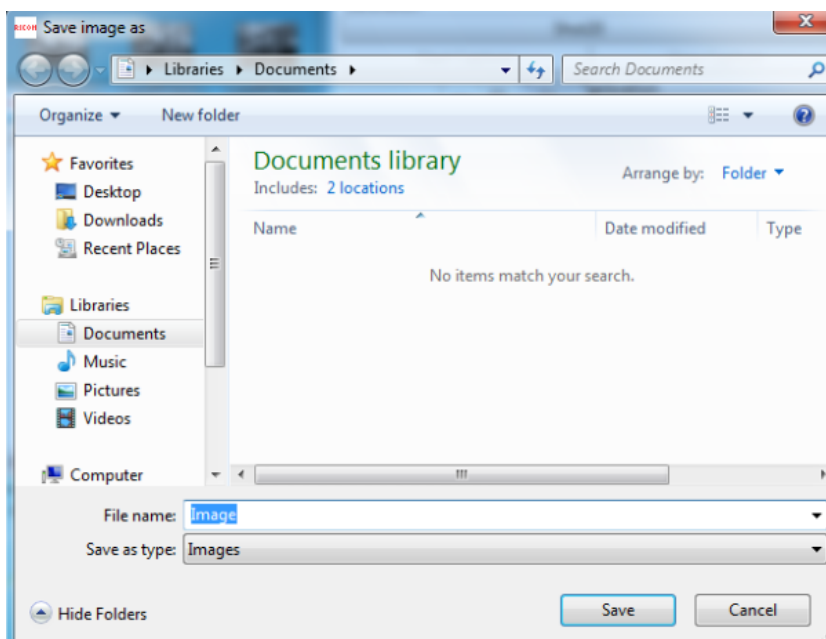 RICOH Save image as
Libraries Documents Search Documents
Organize New folder
Favorites
Desktop
Downloads
Recent Places
Libraries
Documents
Music
Pictures
Videos
Computer
Documents library
Includes: 2 locations
Arrange by: Folder
Name Date modified Type
No items match your search.
File name: Image
Save as type: Images
Hide Folders Save Cancel